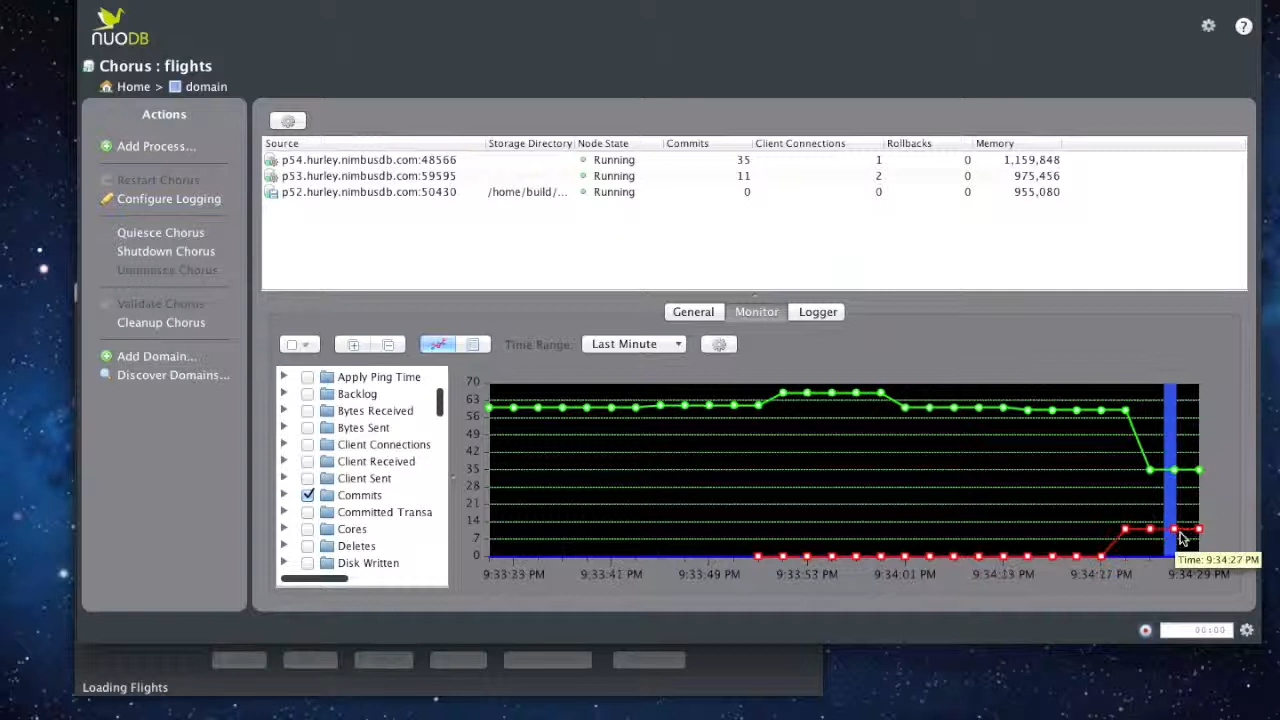 NUODB
Chorus : flights
Home > domain
Actions
Add Process...
Restart Chorus
Configure Logging
Quiesce Chorus
Shutdown Chorus
Validate Chorus
Cleanup Chorus
Add Domain...
Discover Domains...
Source Storage Directory Node State Commits Client Connections Rollbacks Memory
p54.hurley.nimbusdb.com:48566 Running 35 1 0 1,159,848
p53.hurley.nimbusdb.com:59595 Running 11 2 0 975,456
p52.hurley.nimbusdb.com:50430 /home/build/... Running 0 0 0 955,080
General Monitor Logger
Time Range: Last Minute
Apply Ping Time
Backlog
Bytes Received
Bytes Sent
Client Connections
Client Received
Client Sent
Commits
Committed Transa
Cores
Deletes
Disk Written
70
63
56
49
42
35
28
21
14
7
0
9:33:39 PM 9:33:41 PM 9:33:49 PM 9:33:53 PM 9:34:01 PM 9:34:13 PM 9:34:27 PM 9:34:29 PM
Time: 9:34:27 PM
00:00
Loading Flights